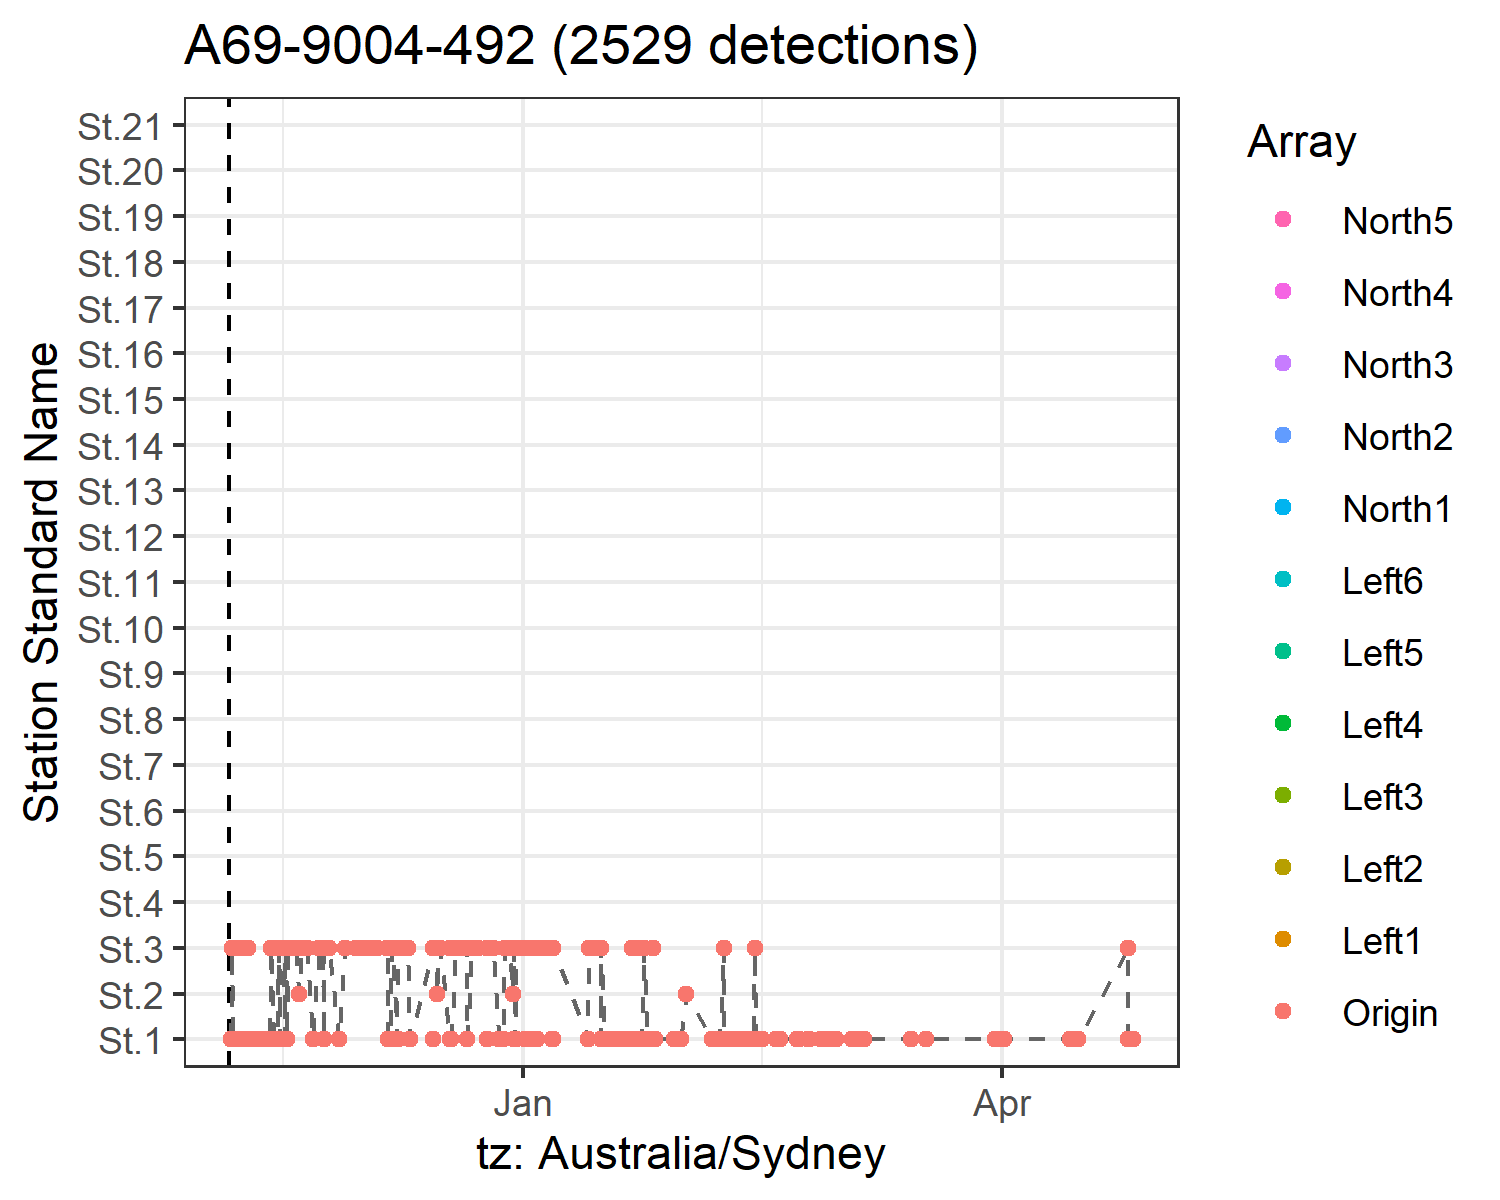 A69-9004-492 (2529 detections)
Station Standard Name
St.21
St.20
St.19
St.18
St.17
St.16
St.15
St.14
St.13
St.12
St.11
St.10
St.9
St.8
St.7
St.6
St.5
St.4
St.3
St.2
St.1
Jan
Apr
tz: Australia/Sydney
Array
North5
North4
North3
North2
North1
Left6
Left5
Left4
Left3
Left2
Left1
Origin